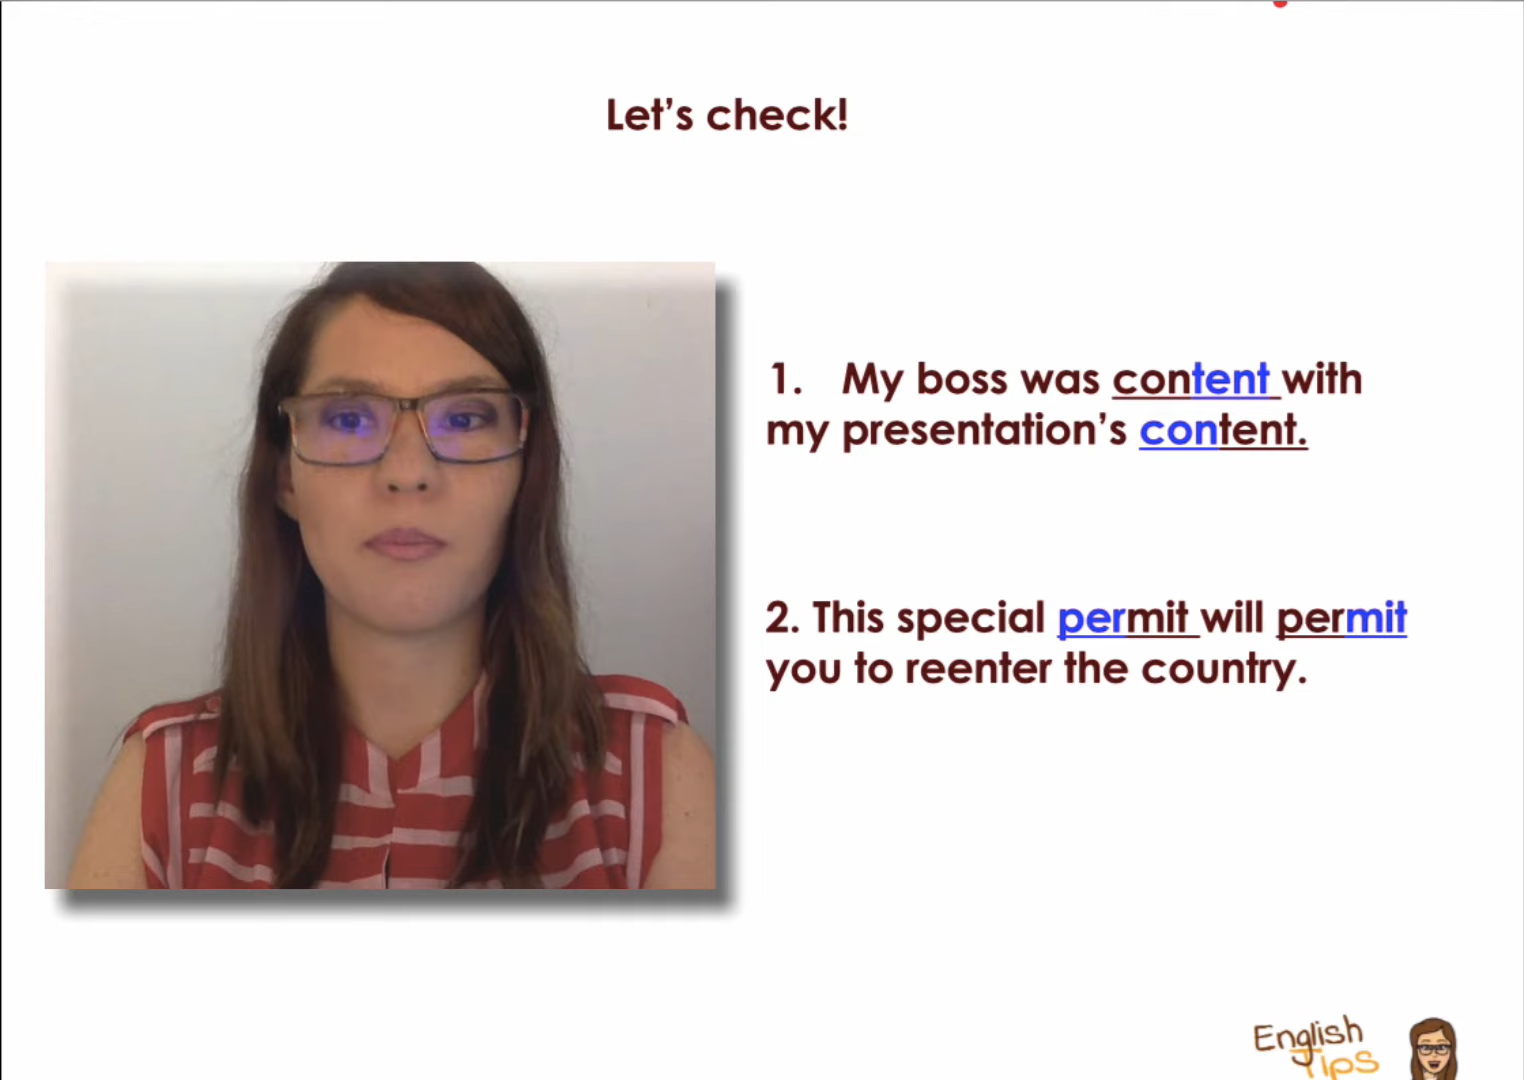 Let's check!
1. My boss was content with
my presentation's content.
2. This special permit will permit
you to reenter the country.
English
Tips